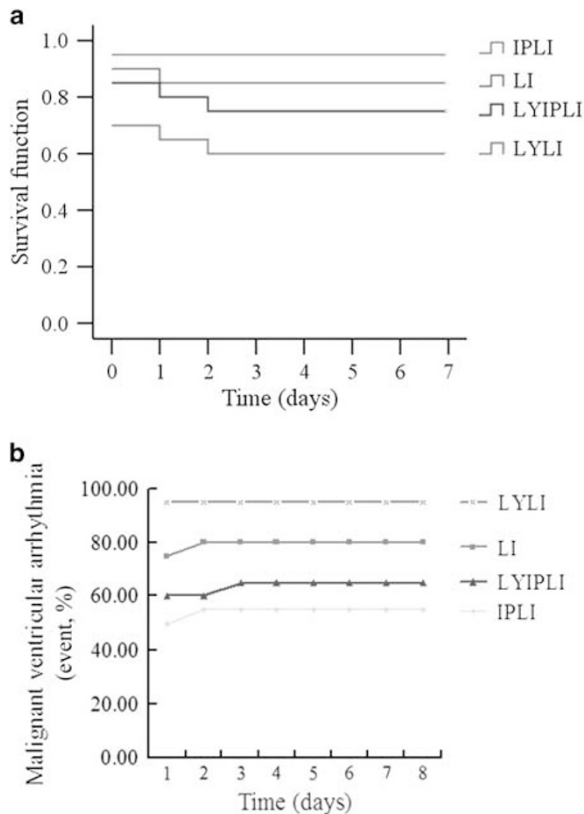 a
Survival function
1.0
0.8
0.6
0.4
0.2
0.0
0 1 2 3 4 5 6 7
Time (days)
IPLI
LI
LYIPLI
LYLI
b
Malignant ventricular arrhythmia
(event, %)
100.00
80.00
60.00
40.00
20.00
0.00
1 2 3 4 5 6 7 8
Time (days)
LYLI
LI
LYIPLI
IPLI